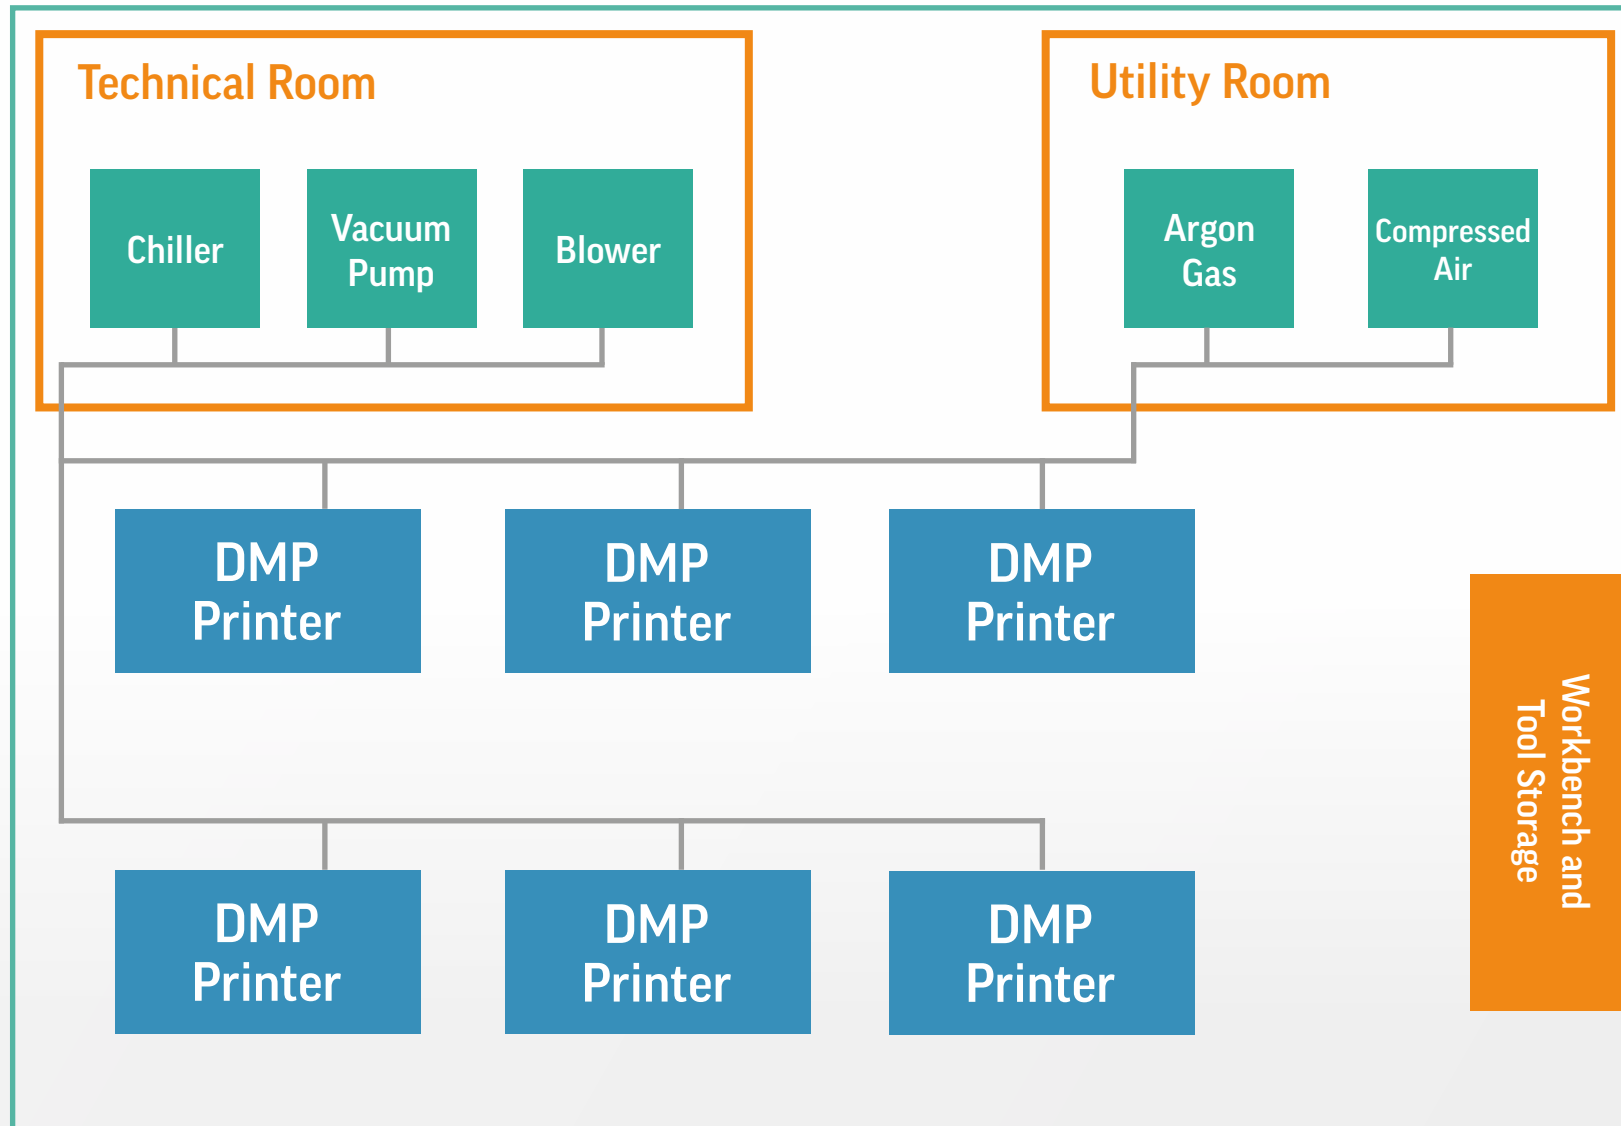 Technical Room
Utility Room
Chiller
Vacuum
Pump
Blower
Argon
Gas
Compressed
Air
DMP
Printer
DMP
Printer
DMP
Printer
Workbench and
Tool Storage
DMP
Printer
DMP
Printer
DMP
Printer